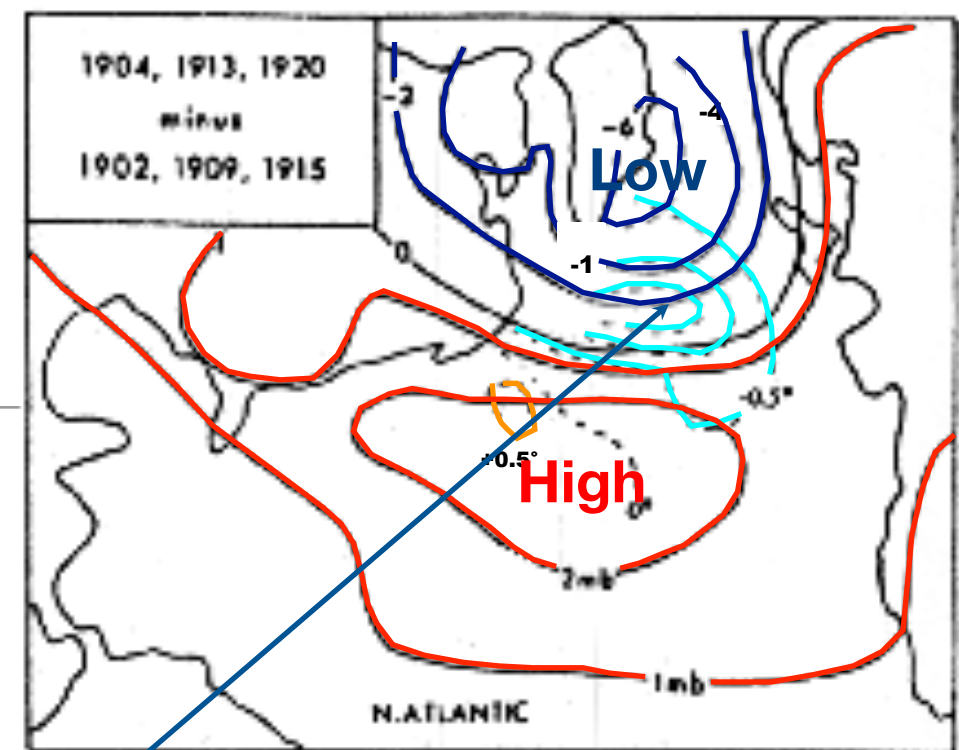 1904, 1913, 1920
minus
1902, 1909, 1915
-2
-4
-6
Low
0
-1
-0.5°
+0.5°
High
0°
2mb
1mb
N.ATLANTIC